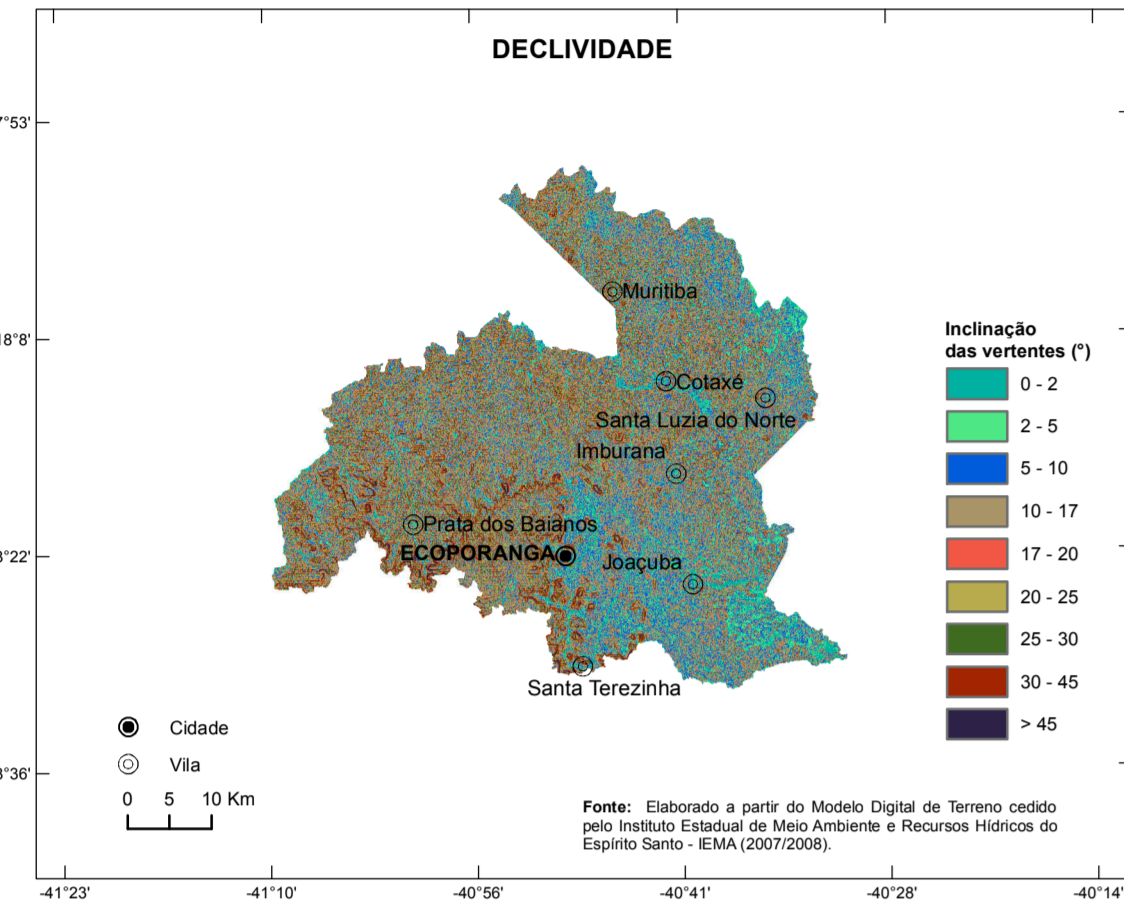 DECLIVIDADE
7°53'
8°8'
8°22'
8°36'
Muritiba
Cotaxé
Santa Luzia do Norte
Imburana
Prata dos Baianos
ECOPORANGA
Joaçuba
Santa Terezinha
Inclinação
das vertentes (°)
0 - 2
2 - 5
5 - 10
10 - 17
17 - 20
20 - 25
25 - 30
30 - 45
> 45
Cidade
Vila
0 5 10 Km
Fonte: Elaborado a partir do Modelo Digital de Terreno cedido
pelo Instituto Estadual de Meio Ambiente e Recursos Hídricos do
Espírito Santo - IEMA (2007/2008).
-41°23' -41°10' -40°56' -40°41' -40°28' -40°14'